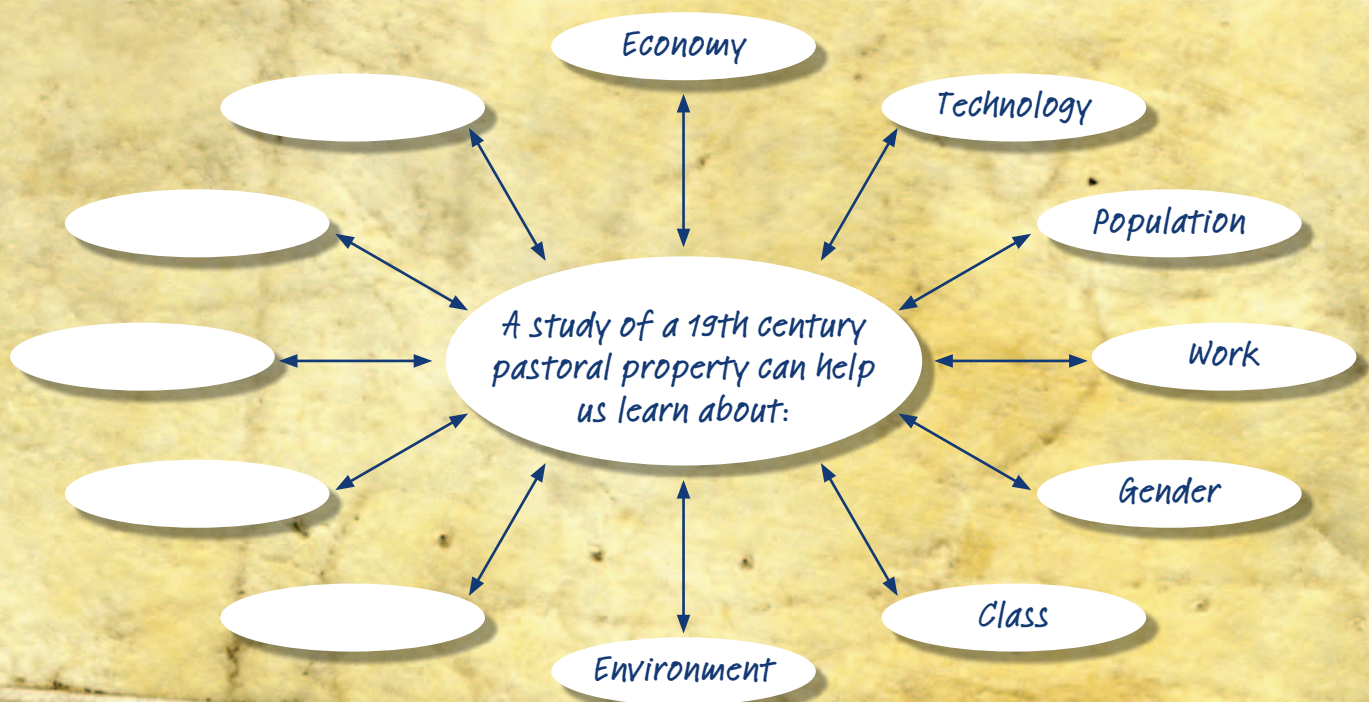 Economy
Technology
Population
A study of a 19th century
pastoral property can help
us learn about:
Work
Gender
Class
Environment